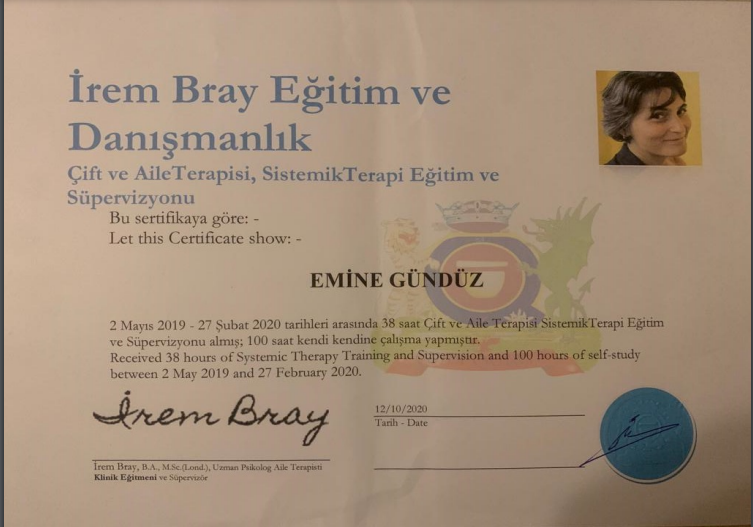 İrem Bray Eğitim ve
Danışmanlık
Çift ve AileTerapisi, SistemikTerapi Eğitim ve
Süpervizyonu
Bu sertifikaya göre: -
Let this Certificate show: -
EMİNE GÜNDÜZ
2 Mayıs 2019 - 27 Şubat 2020 tarihleri arasında 38 saat Çift ve Aile Terapisi SistemikTerapi Eğitim
ve Süpervizyonu almış; 100 saat kendi kendine çalışma yapmıştır.
Received 38 hours of Systemic Therapy Training and Supervision and 100 hours of self-study
between 2 May 2019 and 27 February 2020.
İrem Bray
12/10/2020
Tarih - Date
İrem Bray, B.A., M.Sc.(Lond.), Uzman Psikolog Aile Terapisti
Klinik Eğitmeni ve Süpervizör